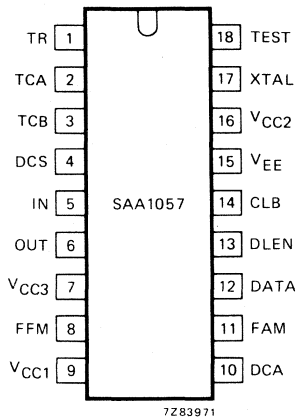 TR 1 18 TEST
TCA 2 17 XTAL
TCB 3 16 VCC2
DCS 4 15 VEE
IN 5 SAA1057 14 CLB
OUT 6 13 DLEN
VCC3 7 12 DATA
FFM 8 11 FAM
VCC1 9 10 DCA
7Z83971